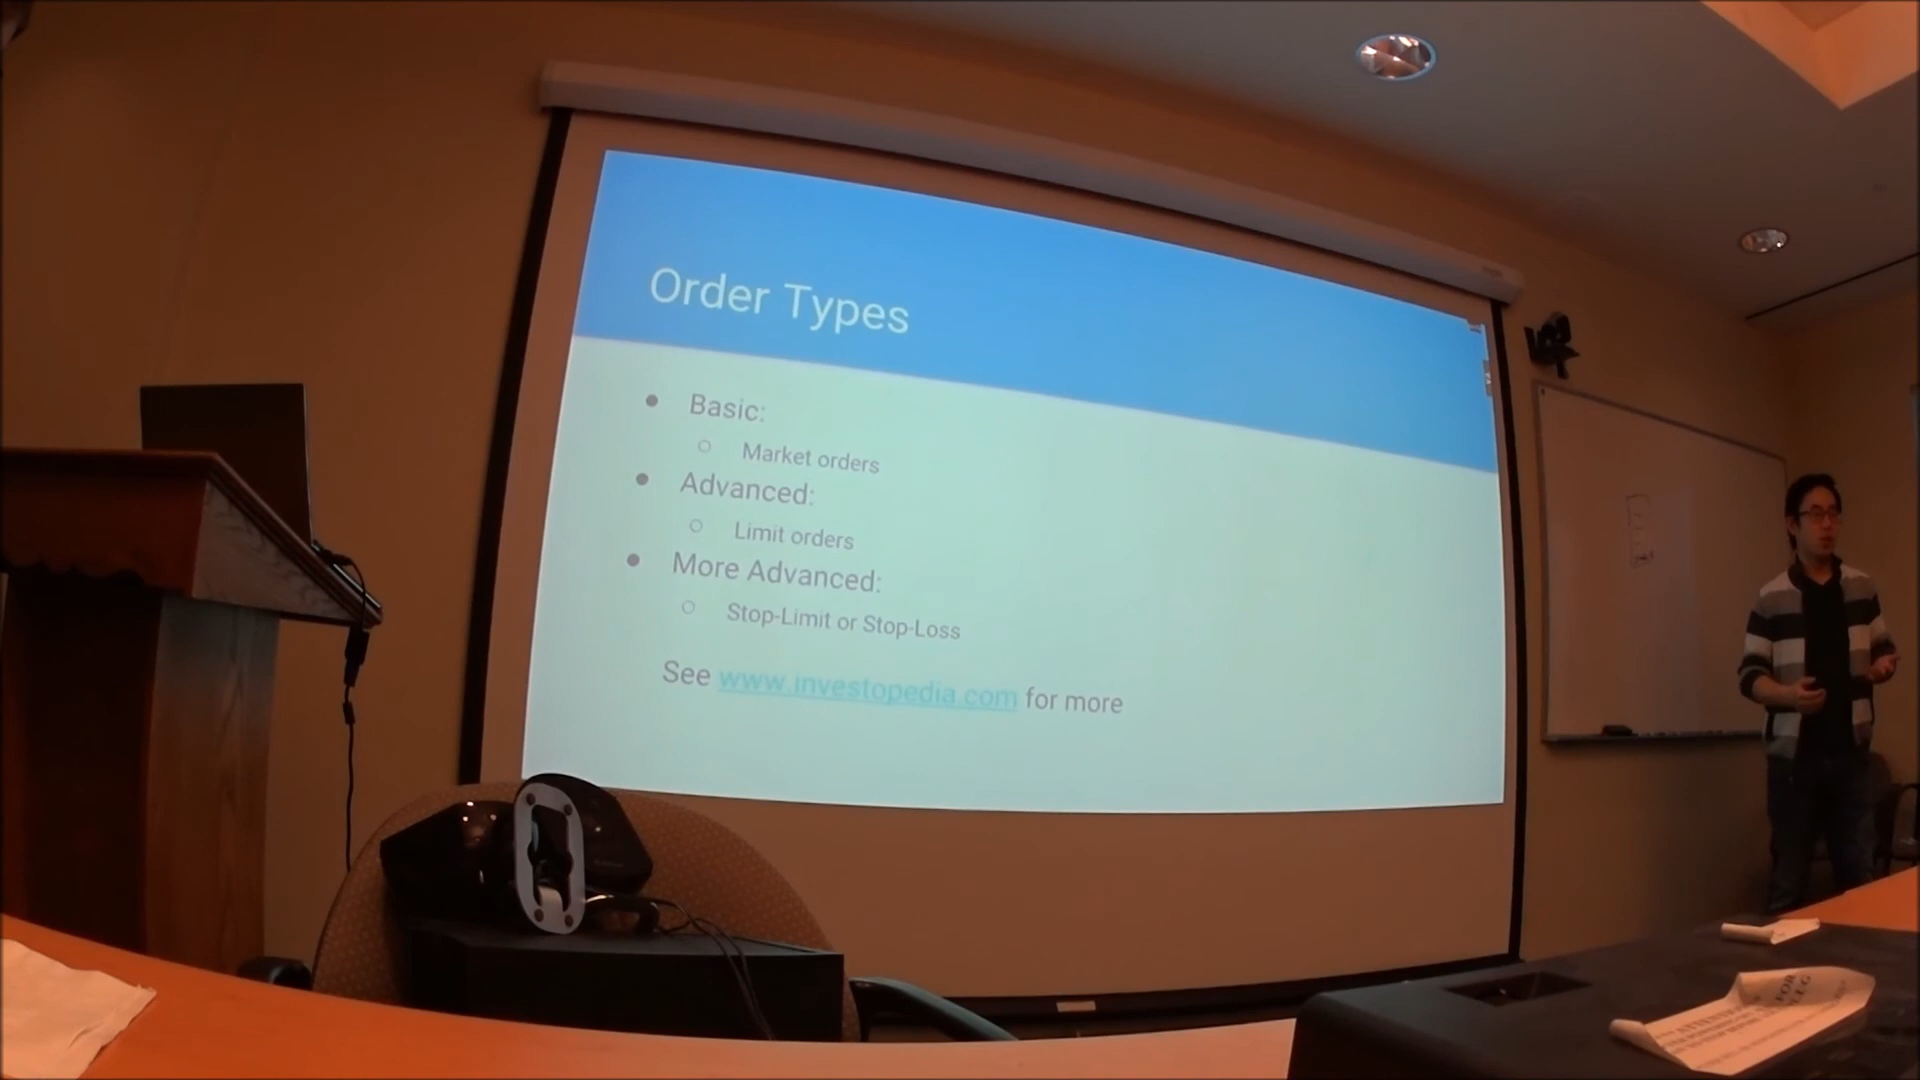 Order Types
● Basic:
○ Market orders
● Advanced:
○ Limit orders
● More Advanced:
○ Stop-Limit or Stop-Loss
See www.investopedia.com for more
FOR